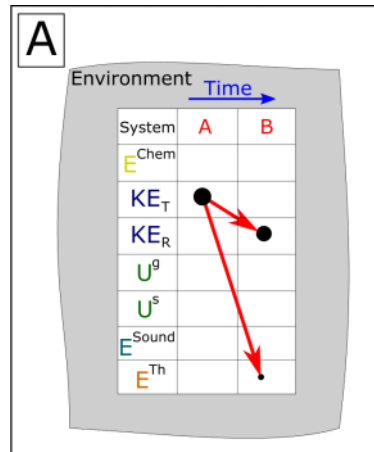 A
Environment
Time
System A B
E^Chem
KE_T
KE_R
U^g
U^s
E^Sound
E^Th